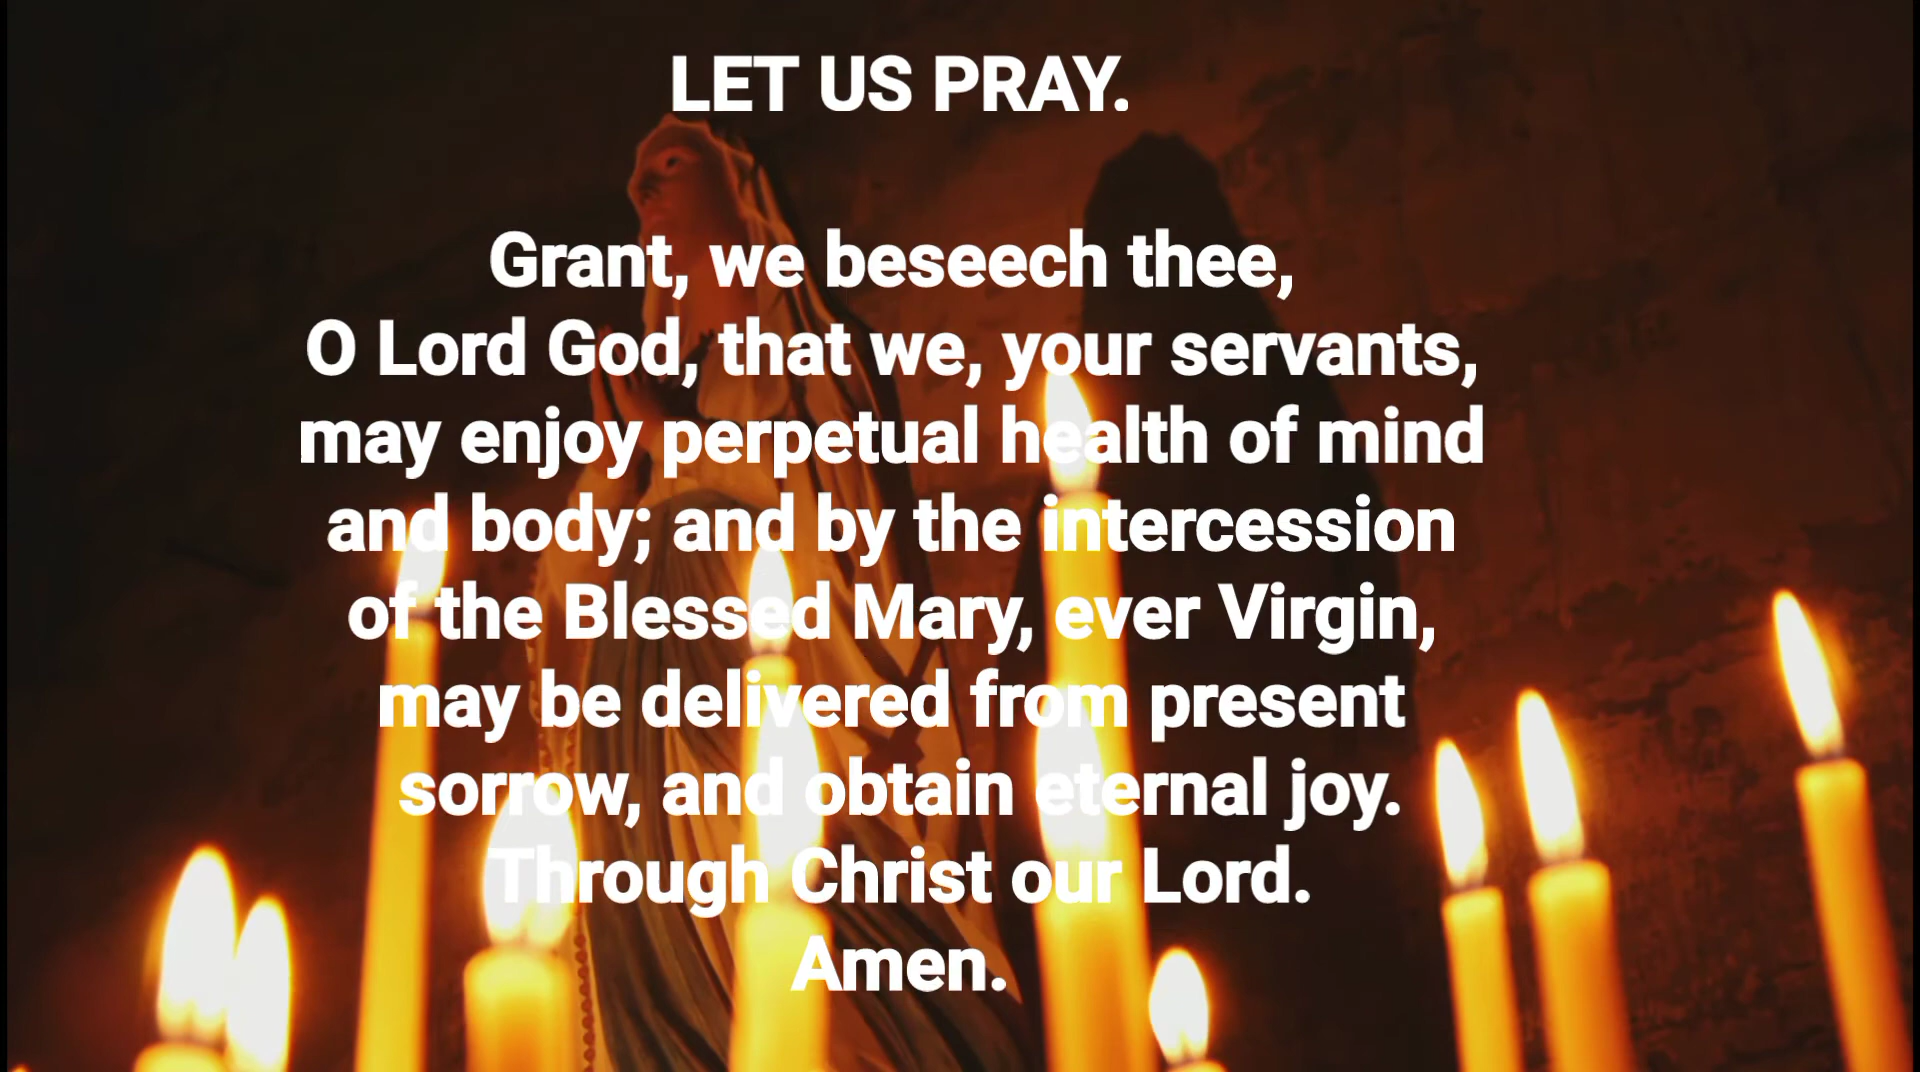 LET US PRAY.
Grant, we beseech thee,
O Lord God, that we, your servants,
may enjoy perpetual health of mind
and body; and by the intercession
of the Blessed Mary, ever Virgin,
may be delivered from present
sorrow, and obtain eternal joy.
Through Christ our Lord.
Amen.